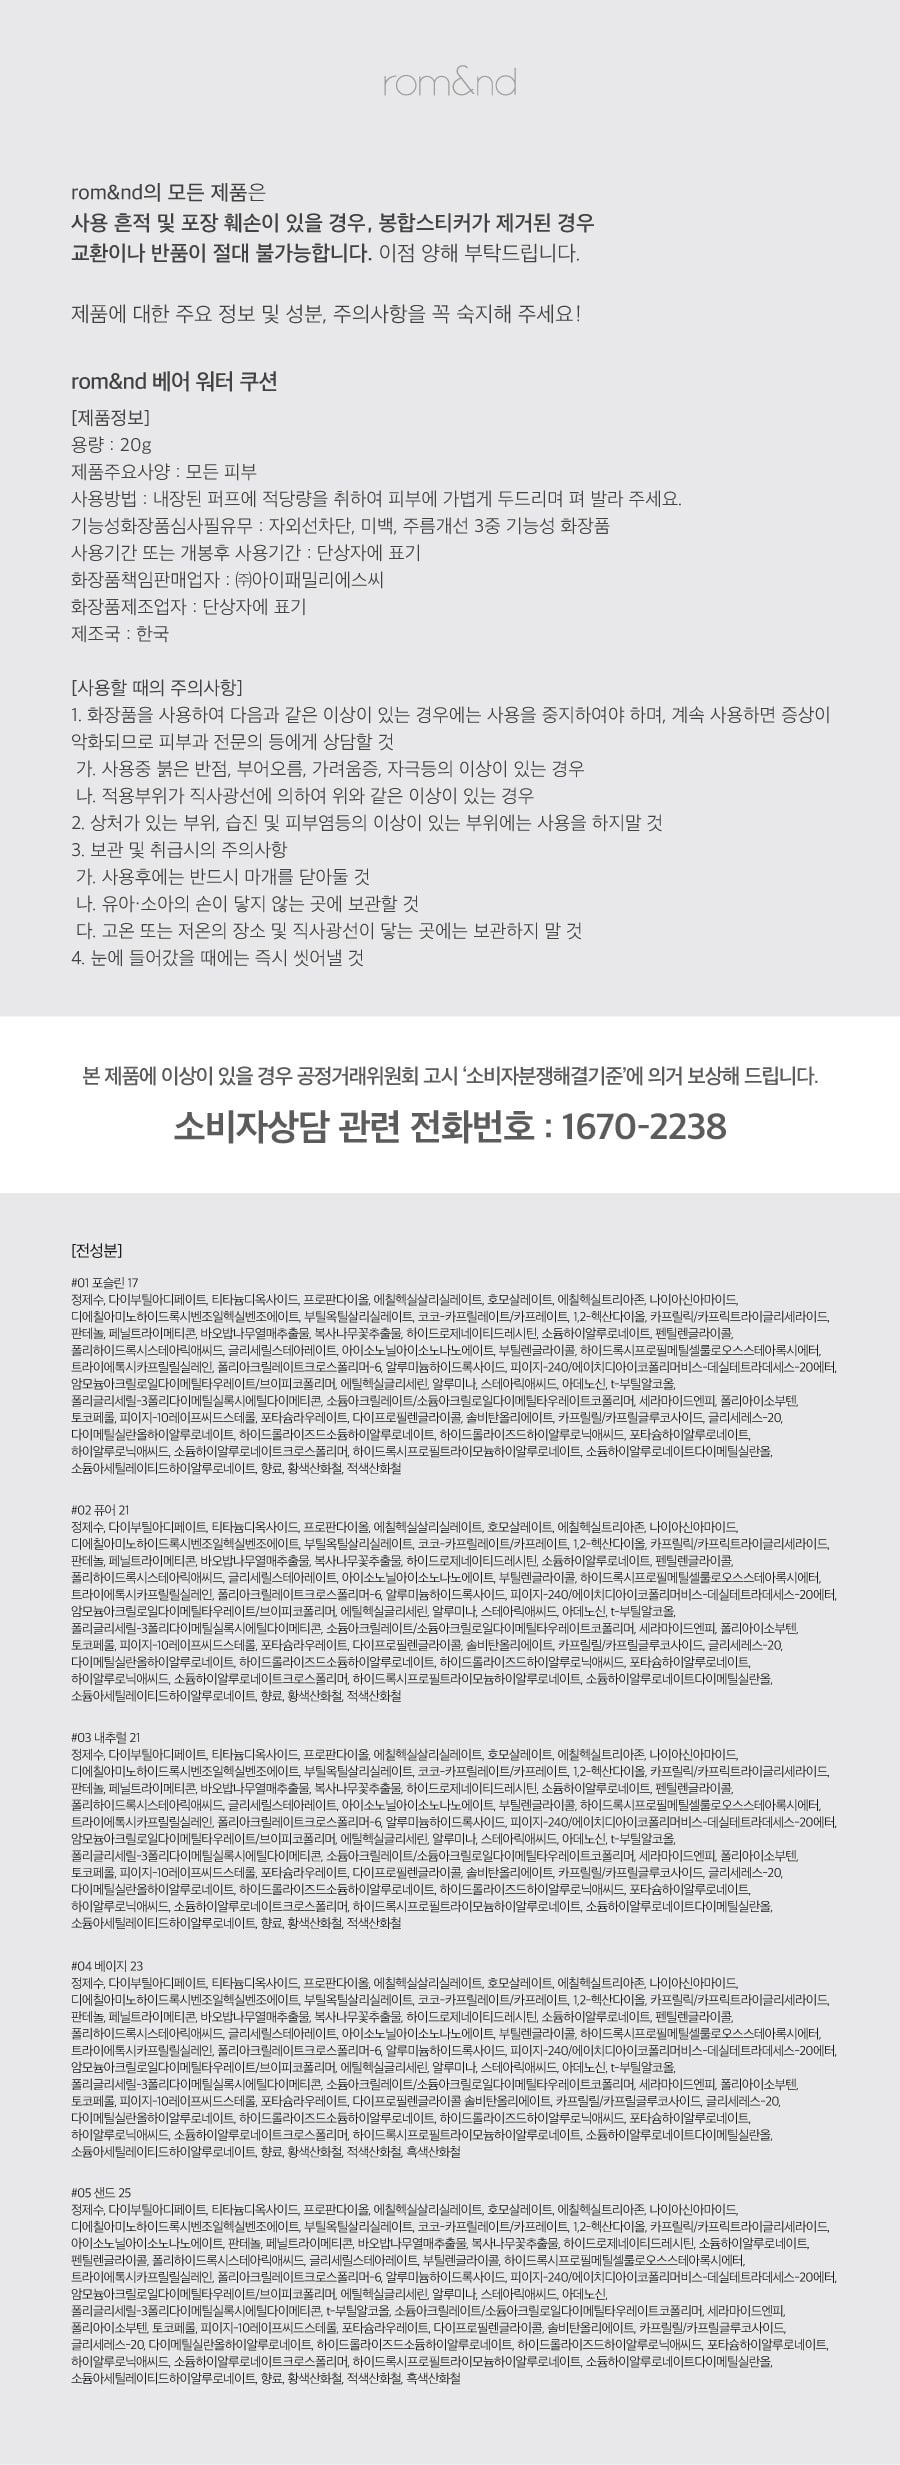 rom&nd
rom&nd의 모든 제품은
사용 흔적 및 포장 훼손이 있을 경우, 봉합스티커가 제거된 경우
교환이나 반품이 절대 불가능합니다. 이점 양해 부탁드립니다.
제품에 대한 주요 정보 및 성분, 주의사항을 꼭 숙지해 주세요!
rom&nd 베어 워터 쿠션
[제품정보]
용량 : 20g
제품주요사양 : 모든 피부
사용방법 : 내장된 퍼프에 적당량을 취하여 피부에 가볍게 두드리며 펴 발라 주세요.
기능성화장품심사필유무 : 자외선차단, 미백, 주름개선 3중 기능성 화장품
사용기간 또는 개봉후 사용기간 : 단상자에 표기
화장품책임판매업자 : ㈜아이패밀리에스씨
화장품제조업자 : 단상자에 표기
제조국 : 한국
[사용할 때의 주의사항]
1. 화장품을 사용하여 다음과 같은 이상이 있는 경우에는 사용을 중지하여야 하며, 계속 사용하면 증상이
악화되므로 피부과 전문의 등에게 상담할 것
가. 사용중 붉은 반점, 부어오름, 가려움증, 자극등의 이상이 있는 경우
나. 적용부위가 직사광선에 의하여 위와 같은 이상이 있는 경우
2. 상처가 있는 부위, 습진 및 피부염등의 이상이 있는 부위에는 사용을 하지말 것
3. 보관 및 취급시의 주의사항
가. 사용후에는 반드시 마개를 닫아둘 것
나. 유아·소아의 손이 닿지 않는 곳에 보관할 것
다. 고온 또는 저온의 장소 및 직사광선이 닿는 곳에는 보관하지 말 것
4. 눈에 들어갔을 때에는 즉시 씻어낼 것
본 제품에 이상이 있을 경우 공정거래위원회 고시 ‘소비자분쟁해결기준’에 의거 보상해 드립니다.
소비자상담 관련 전화번호 : 1670-2238
[전성분]
#01 포슬린 17
정제수, 다이부틸아디페이트, 티타늄디옥사이드, 프로판다이올, 에칠헥실살리실레이트, 호모살레이트, 에칠헥실트리아존, 나이아신아마이드,
디에칠아미노하이드록시벤조일헥실벤조에이트, 부틸옥틸살리실레이트, 코코-카프릴레이트/카프레이트, 1,2-헥산다이올, 카프릴릭/카프릭트라이글리세라이드,
판테놀, 페닐트라이메티콘, 바오밥나무열매추출물, 복사나무꽃추출물, 하이드로제네이티드레시틴, 소듐하이알루로네이트, 펜틸렌글라이콜,
폴리하이드록시스테아릭애씨드, 글리세릴스테아레이트, 아이소노닐아이소노나노에이트, 부틸렌글라이콜, 하이드록시프로필메틸셀룰로오스스테아록시에터,
트라이에톡시카프릴릴실레인, 폴리아크릴레이트크로스폴리머-6, 알루미늄하이드록사이드, 피이지-240/에이치디아이코폴리머비스-데실테트라데세스-20에터,
암모늄아크릴로일다이메틸타우레이트/브이피코폴리머, 에틸헥실글리세린, 알루미나, 스테아릭애씨드, 아데노신, t-부틸알코올,
폴리글리세릴-3폴리다이메틸실록시에틸다이메티콘, 소듐아크릴레이트/소듐아크릴로일다이메틸타우레이트코폴리머, 세라마이드엔피, 폴리아이소부텐,
토코페롤, 피이지-10레이프씨드스테롤, 포타슘라우레이트, 다이프로필렌글라이콜, 솔비탄올리에이트, 카프릴릴/카프릴글루코사이드, 글리세레스-20,
다이메틸실란올하이알루로네이트, 하이드롤라이즈드소듐하이알루로네이트, 하이드롤라이즈드하이알루로닉애씨드, 포타슘하이알루로네이트,
하이알루로닉애씨드, 소듐하이알루로네이트크로스폴리머, 하이드록시프로필트라이모늄하이알루로네이트, 소듐하이알루로네이트다이메틸실란올,
소듐아세틸레이티드하이알루로네이트, 향료, 황색산화철, 적색산화철
#02 퓨어 21
정제수, 다이부틸아디페이트, 티타늄디옥사이드, 프로판다이올, 에칠헥실살리실레이트, 호모살레이트, 에칠헥실트리아존, 나이아신아마이드,
디에칠아미노하이드록시벤조일헥실벤조에이트, 부틸옥틸살리실레이트, 코코-카프릴레이트/카프레이트, 1,2-헥산다이올, 카프릴릭/카프릭트라이글리세라이드,
판테놀, 페닐트라이메티콘, 바오밥나무열매추출물, 복사나무꽃추출물, 하이드로제네이티드레시틴, 소듐하이알루로네이트, 펜틸렌글라이콜,
폴리하이드록시스테아릭애씨드, 글리세릴스테아레이트, 아이소노닐아이소노나노에이트, 부틸렌글라이콜, 하이드록시프로필메틸셀룰로오스스테아록시에터,
트라이에톡시카프릴릴실레인, 폴리아크릴레이트크로스폴리머-6, 알루미늄하이드록사이드, 피이지-240/에이치디아이코폴리머비스-데실테트라데세스-20에터,
암모늄아크릴로일다이메틸타우레이트/브이피코폴리머, 에틸헥실글리세린, 알루미나, 스테아릭애씨드, 아데노신, t-부틸알코올,
폴리글리세릴-3폴리다이메틸실록시에틸다이메티콘, 소듐아크릴레이트/소듐아크릴로일다이메틸타우레이트코폴리머, 세라마이드엔피, 폴리아이소부텐,
토코페롤, 피이지-10레이프씨드스테롤, 포타슘라우레이트, 다이프로필렌글라이콜, 솔비탄올리에이트, 카프릴릴/카프릴글루코사이드, 글리세레스-20,
다이메틸실란올하이알루로네이트, 하이드롤라이즈드소듐하이알루로네이트, 하이드롤라이즈드하이알루로닉애씨드, 포타슘하이알루로네이트,
하이알루로닉애씨드, 소듐하이알루로네이트크로스폴리머, 하이드록시프로필트라이모늄하이알루로네이트, 소듐하이알루로네이트다이메틸실란올,
소듐아세틸레이티드하이알루로네이트, 향료, 황색산화철, 적색산화철
#03 내추럴 21
정제수, 다이부틸아디페이트, 티타늄디옥사이드, 프로판다이올, 에칠헥실살리실레이트, 호모살레이트, 에칠헥실트리아존, 나이아신아마이드,
디에칠아미노하이드록시벤조일헥실벤조에이트, 부틸옥틸살리실레이트, 코코-카프릴레이트/카프레이트, 1,2-헥산다이올, 카프릴릭/카프릭트라이글리세라이드,
판테놀, 페닐트라이메티콘, 바오밥나무열매추출물, 복사나무꽃추출물, 하이드로제네이티드레시틴, 소듐하이알루로네이트, 펜틸렌글라이콜,
폴리하이드록시스테아릭애씨드, 글리세릴스테아레이트, 아이소노닐아이소노나노에이트, 부틸렌글라이콜, 하이드록시프로필메틸셀룰로오스스테아록시에터,
트라이에톡시카프릴릴실레인, 폴리아크릴레이트크로스폴리머-6, 알루미늄하이드록사이드, 피이지-240/에이치디아이코폴리머비스-데실테트라데세스-20에터,
암모늄아크릴로일다이메틸타우레이트/브이피코폴리머, 에틸헥실글리세린, 알루미나, 스테아릭애씨드, 아데노신, t-부틸알코올,
폴리글리세릴-3폴리다이메틸실록시에틸다이메티콘, 소듐아크릴레이트/소듐아크릴로일다이메틸타우레이트코폴리머, 세라마이드엔피, 폴리아이소부텐,
토코페롤, 피이지-10레이프씨드스테롤, 포타슘라우레이트, 다이프로필렌글라이콜, 솔비탄올리에이트, 카프릴릴/카프릴글루코사이드, 글리세레스-20,
다이메틸실란올하이알루로네이트, 하이드롤라이즈드소듐하이알루로네이트, 하이드롤라이즈드하이알루로닉애씨드, 포타슘하이알루로네이트,
하이알루로닉애씨드, 소듐하이알루로네이트크로스폴리머, 하이드록시프로필트라이모늄하이알루로네이트, 소듐하이알루로네이트다이메틸실란올,
소듐아세틸레이티드하이알루로네이트, 향료, 황색산화철, 적색산화철
#04 베이지 23
정제수, 다이부틸아디페이트, 티타늄디옥사이드, 프로판다이올, 에칠헥실살리실레이트, 호모살레이트, 에칠헥실트리아존, 나이아신아마이드,
디에칠아미노하이드록시벤조일헥실벤조에이트, 부틸옥틸살리실레이트, 코코-카프릴레이트/카프레이트, 1,2-헥산다이올, 카프릴릭/카프릭트라이글리세라이드,
판테놀, 페닐트라이메티콘, 바오밥나무열매추출물, 복사나무꽃추출물, 하이드로제네이티드레시틴, 소듐하이알루로네이트, 펜틸렌글라이콜,
폴리하이드록시스테아릭애씨드, 글리세릴스테아레이트, 아이소노닐아이소노나노에이트, 부틸렌글라이콜, 하이드록시프로필메틸셀룰로오스스테아록시에터,
트라이에톡시카프릴릴실레인, 폴리아크릴레이트크로스폴리머-6, 알루미늄하이드록사이드, 피이지-240/에이치디아이코폴리머비스-데실테트라데세스-20에터,
암모늄아크릴로일다이메틸타우레이트/브이피코폴리머, 에틸헥실글리세린, 알루미나, 스테아릭애씨드, 아데노신, t-부틸알코올,
폴리글리세릴-3폴리다이메틸실록시에틸다이메티콘, 소듐아크릴레이트/소듐아크릴로일다이메틸타우레이트코폴리머, 세라마이드엔피, 폴리아이소부텐,
토코페롤, 피이지-10레이프씨드스테롤, 포타슘라우레이트, 다이프로필렌글라이콜 솔비탄올리에이트, 카프릴릴/카프릴글루코사이드, 글리세레스-20,
다이메틸실란올하이알루로네이트, 하이드롤라이즈드소듐하이알루로네이트, 하이드롤라이즈드하이알루로닉애씨드, 포타슘하이알루로네이트,
하이알루로닉애씨드, 소듐하이알루로네이트크로스폴리머, 하이드록시프로필트라이모늄하이알루로네이트, 소듐하이알루로네이트다이메틸실란올,
소듐아세틸레이티드하이알루로네이트, 향료, 황색산화철, 적색산화철, 흑색산화철
#05 샌드 25
정제수, 다이부틸아디페이트, 티타늄디옥사이드, 프로판다이올, 에칠헥실살리실레이트, 호모살레이트, 에칠헥실트리아존, 나이아신아마이드,
디에칠아미노하이드록시벤조일헥실벤조에이트, 부틸옥틸살리실레이트, 코코-카프릴레이트/카프레이트, 1,2-헥산다이올, 카프릴릭/카프릭트라이글리세라이드,
아이소노닐아이소노나노에이트, 판테놀, 페닐트라이메티콘, 바오밥나무열매추출물, 복사나무꽃추출물, 하이드로제네이티드레시틴, 소듐하이알루로네이트,
펜틸렌글라이콜, 폴리하이드록시스테아릭애씨드, 글리세릴스테아레이트, 부틸렌글라이콜, 하이드록시프로필메틸셀룰로오스스테아록시에터,
트라이에톡시카프릴릴실레인, 폴리아크릴레이트크로스폴리머-6, 알루미늄하이드록사이드, 피이지-240/에이치디아이코폴리머비스-데실테트라데세스-20에터,
암모늄아크릴로일다이메틸타우레이트/브이피코폴리머, 에틸헥실글리세린, 알루미나, 스테아릭애씨드, 아데노신,
폴리글리세릴-3폴리다이메틸실록시에틸다이메티콘, t-부틸알코올, 소듐아크릴레이트/소듐아크릴로일다이메틸타우레이트코폴리머, 세라마이드엔피,
폴리아이소부텐, 토코페롤, 피이지-10레이프씨드스테롤, 포타슘라우레이트, 다이프로필렌글라이콜, 솔비탄올리에이트, 카프릴릴/카프릴글루코사이드,
글리세레스-20, 다이메틸실란올하이알루로네이트, 하이드롤라이즈드소듐하이알루로네이트, 하이드롤라이즈드하이알루로닉애씨드, 포타슘하이알루로네이트,
하이알루로닉애씨드, 소듐하이알루로네이트크로스폴리머, 하이드록시프로필트라이모늄하이알루로네이트, 소듐하이알루로네이트다이메틸실란올,
소듐아세틸레이티드하이알루로네이트, 향료, 황색산화철, 적색산화철, 흑색산화철